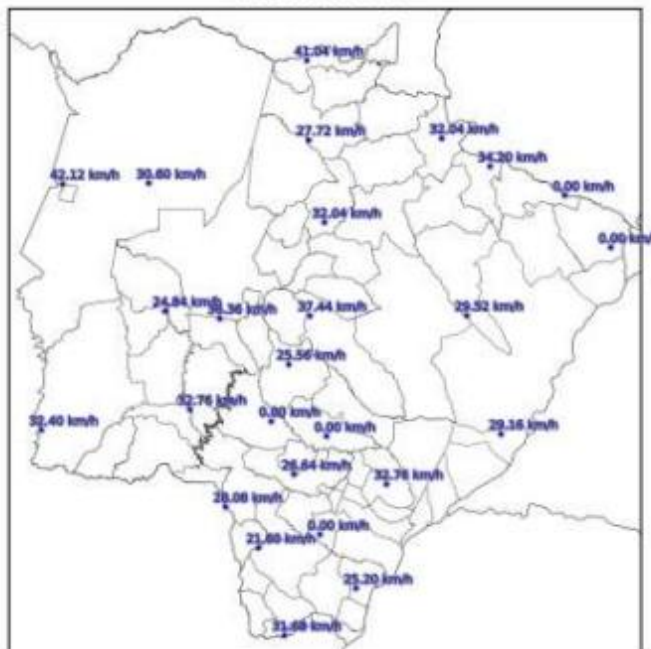 41.04 km/h
27.72 km/h
32.04 km/h
34.20 km/h
42.12 km/h
30.60 km/h
0.00 km/h
32.04 km/h
0.00 km/
24.84 km/h
37.44 km/h
29.52 km/h
25.56 km/h
32.76 km/h
0.00 km/h
32.40 km/h
0.00 km/h
29.16 km/h
26.64 km/h
32.76 km/h
28.08 km/h
0.00 km/h
21.60 km/h
25.20 km/h
31.68 km/h